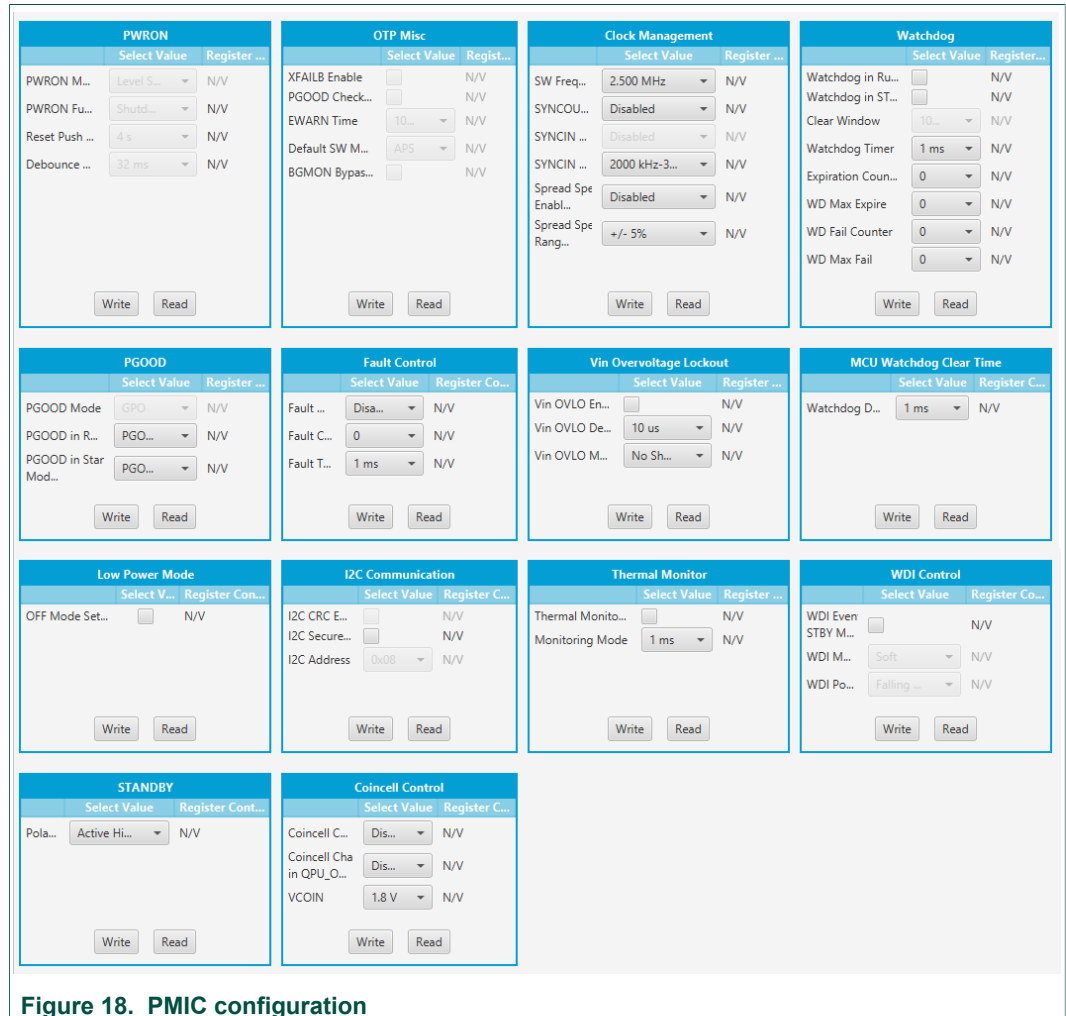 PWRON
Select Value Register ...
PWRON M... Level S... N/V
PWRON Fu... Shutd... N/V
Reset Push ... 4 s N/V
Debounce ... 32 ms N/V
Write Read
OTP Misc
Select Value Regist...
XFAILB Enable N/V
PGOOD Check... N/V
EWARN Time 10... N/V
Default SW M... APS N/V
BGMON Bypas... N/V
Write Read
Clock Management
Select Value Register ...
SW Freq... 2.500 MHz N/V
SYNCOU... Disabled N/V
SYNCIN ... Disabled N/V
SYNCIN ... 2000 kHz-3... N/V
Spread Spe
Enabl... Disabled N/V
Spread Spe
Rang... +/- 5% N/V
Write Read
Watchdog
Select Value Register...
Watchdog in Ru... N/V
Watchdog in ST... N/V
Clear Window 10... N/V
Watchdog Timer 1 ms N/V
Expiration Coun... 0 N/V
WD Max Expire 0 N/V
WD Fail Counter 0 N/V
WD Max Fail 0 N/V
Write Read
PGOOD
Select Value Register ...
PGOOD Mode GPO N/V
PGOOD in R... PGO... N/V
PGOOD in Star
Mod... PGO... N/V
Write Read
Fault Control
Select Value Register Co...
Fault ... Disa... N/V
Fault C... 0 N/V
Fault T... 1 ms N/V
Write Read
Vin Overvoltage Lockout
Select Value Register ...
Vin OVLO En... N/V
Vin OVLO De... 10 us N/V
Vin OVLO M... No Sh... N/V
Write Read
MCU Watchdog Clear Time
Select Value Register C...
Watchdog D... 1 ms N/V
Write Read
Low Power Mode
Select V... Register Con...
OFF Mode Set... N/V
Write Read
I2C Communication
Select Value Register C...
I2C CRC E... N/V
I2C Secure... N/V
I2C Address 0x08 N/V
Write Read
Thermal Monitor
Select Value Register ...
Thermal Monito... N/V
Monitoring Mode 1 ms N/V
Write Read
WDI Control
Select Value Register Co...
WDI Even
STBY M... N/V
WDI M... Soft N/V
WDI Po... Falling ... N/V
Write Read
STANDBY
Select Value Register Cont...
Pola... Active Hi... N/V
Write Read
Coincell Control
Select Value Register C...
Coincell C... Dis... N/V
Coincell Cha
in QPU_O... Dis... N/V
VCOIN 1.8 V N/V
Write Read
Figure 18. PMIC configuration